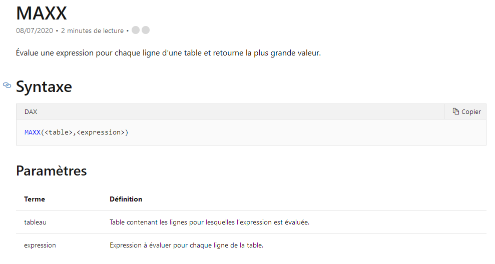 MAXX
08/07/2020 • 2 minutes de lecture •
Évalue une expression pour chaque ligne d'une table et retourne la plus grande valeur.
Syntaxe
DAX Copier
MAXX(<table>,<expression>)
Paramètres
Terme Définition
tableau Table contenant les lignes pour lesquelles l'expression est évaluée.
expression Expression à évaluer pour chaque ligne de la table.